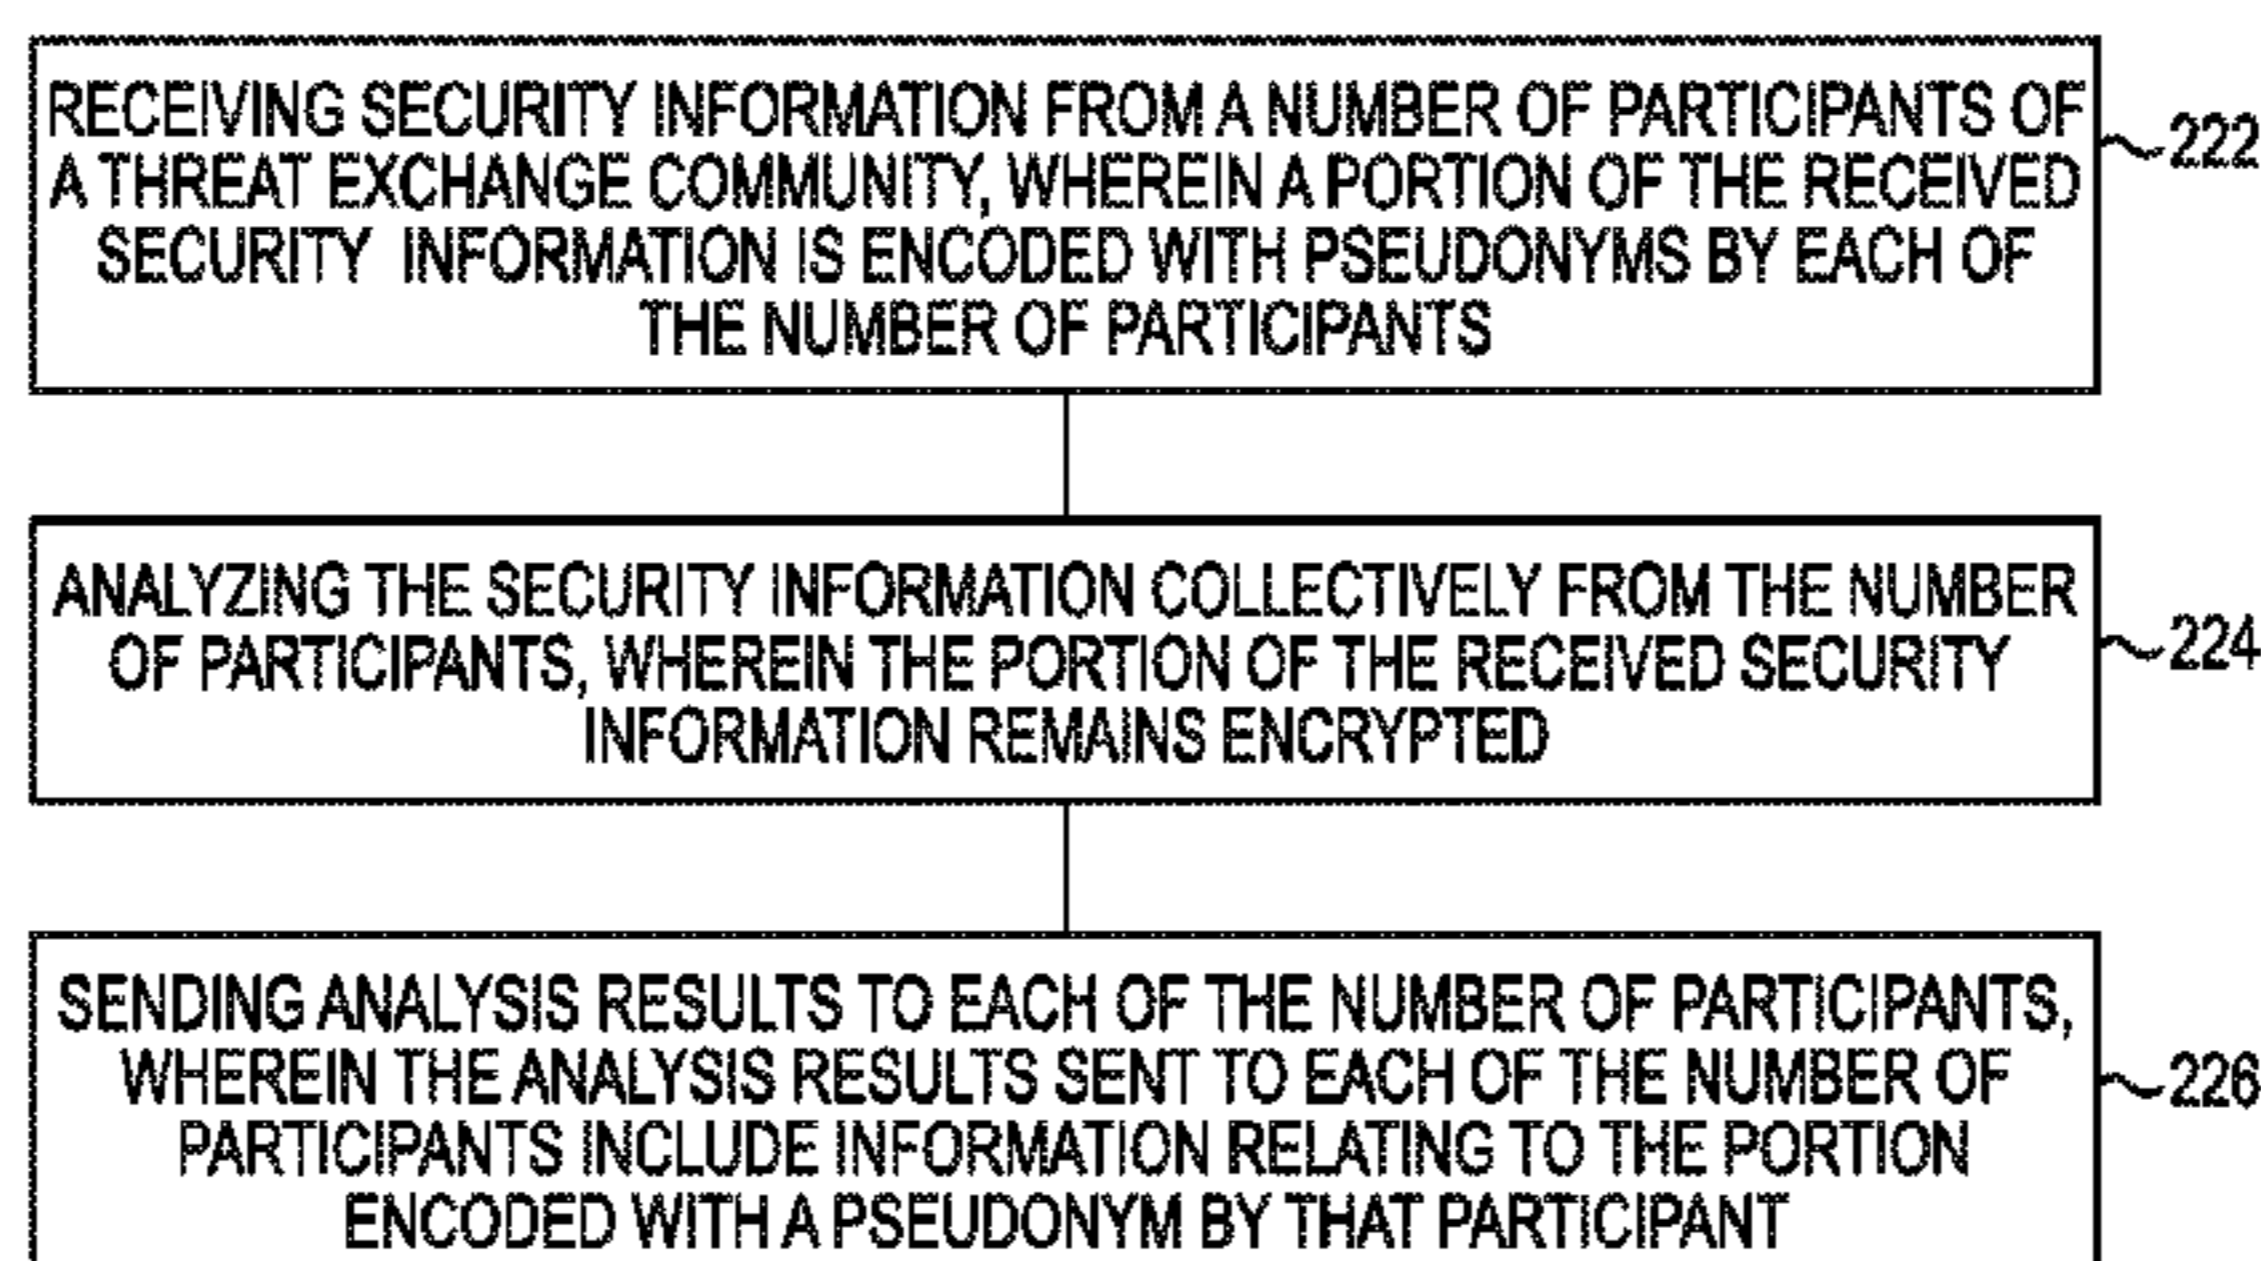 RECEIVING SECURITY INFORMATION FROM A NUMBER OF PARTICIPANTS OF
A THREAT EXCHANGE COMMUNITY, WHEREIN A PORTION OF THE RECEIVED
SECURITY INFORMATION IS ENCODED WITH PSEUDONYMS BY EACH OF
THE NUMBER OF PARTICIPANTS
222
ANALYZING THE SECURITY INFORMATION COLLECTIVELY FROM THE NUMBER
OF PARTICIPANTS, WHEREIN THE PORTION OF THE RECEIVED SECURITY
INFORMATION REMAINS ENCRYPTED
224
SENDING ANALYSIS RESULTS TO EACH OF THE NUMBER OF PARTICIPANTS,
WHEREIN THE ANALYSIS RESULTS SENT TO EACH OF THE NUMBER OF
PARTICIPANTS INCLUDE INFORMATION RELATING TO THE PORTION
ENCODED WITH A PSEUDONYM BY THAT PARTICIPANT
226